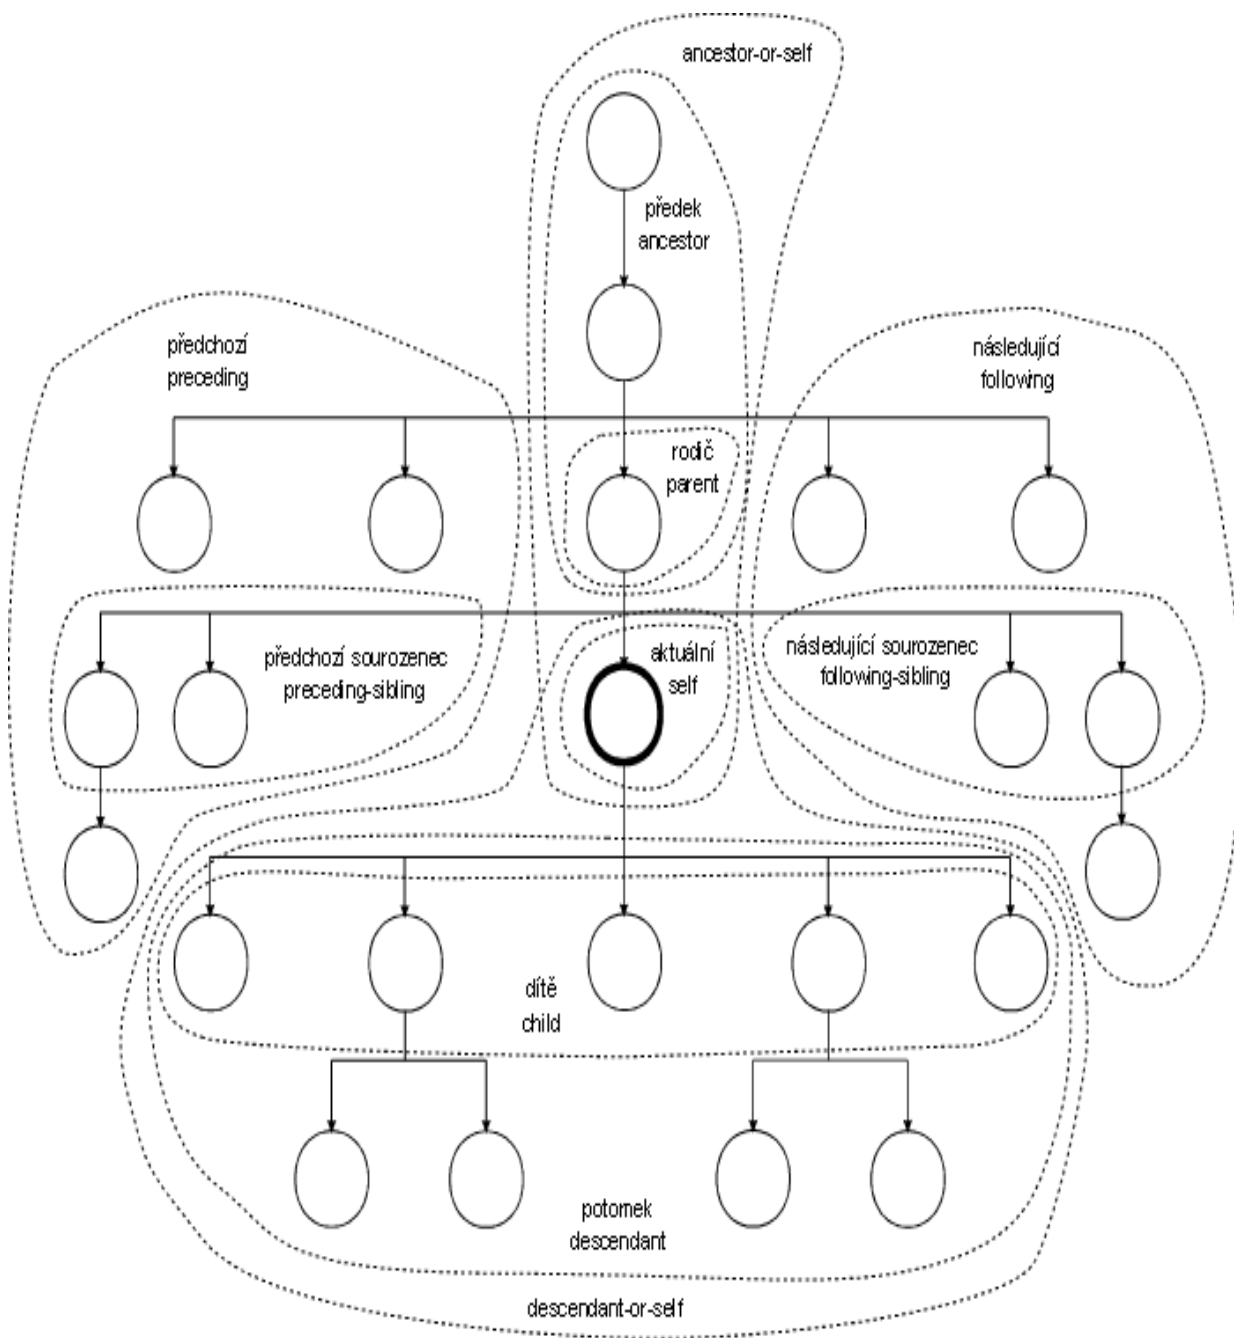 ancestor-or-self
předek
ancestor
předchozí
preceding
následující
following
rodič
parent
předchozí sourozenec
preceding-sibling
aktuální
self
následující sourozenec
following-sibling
dítě
child
potomek
descendant
descendant-or-self